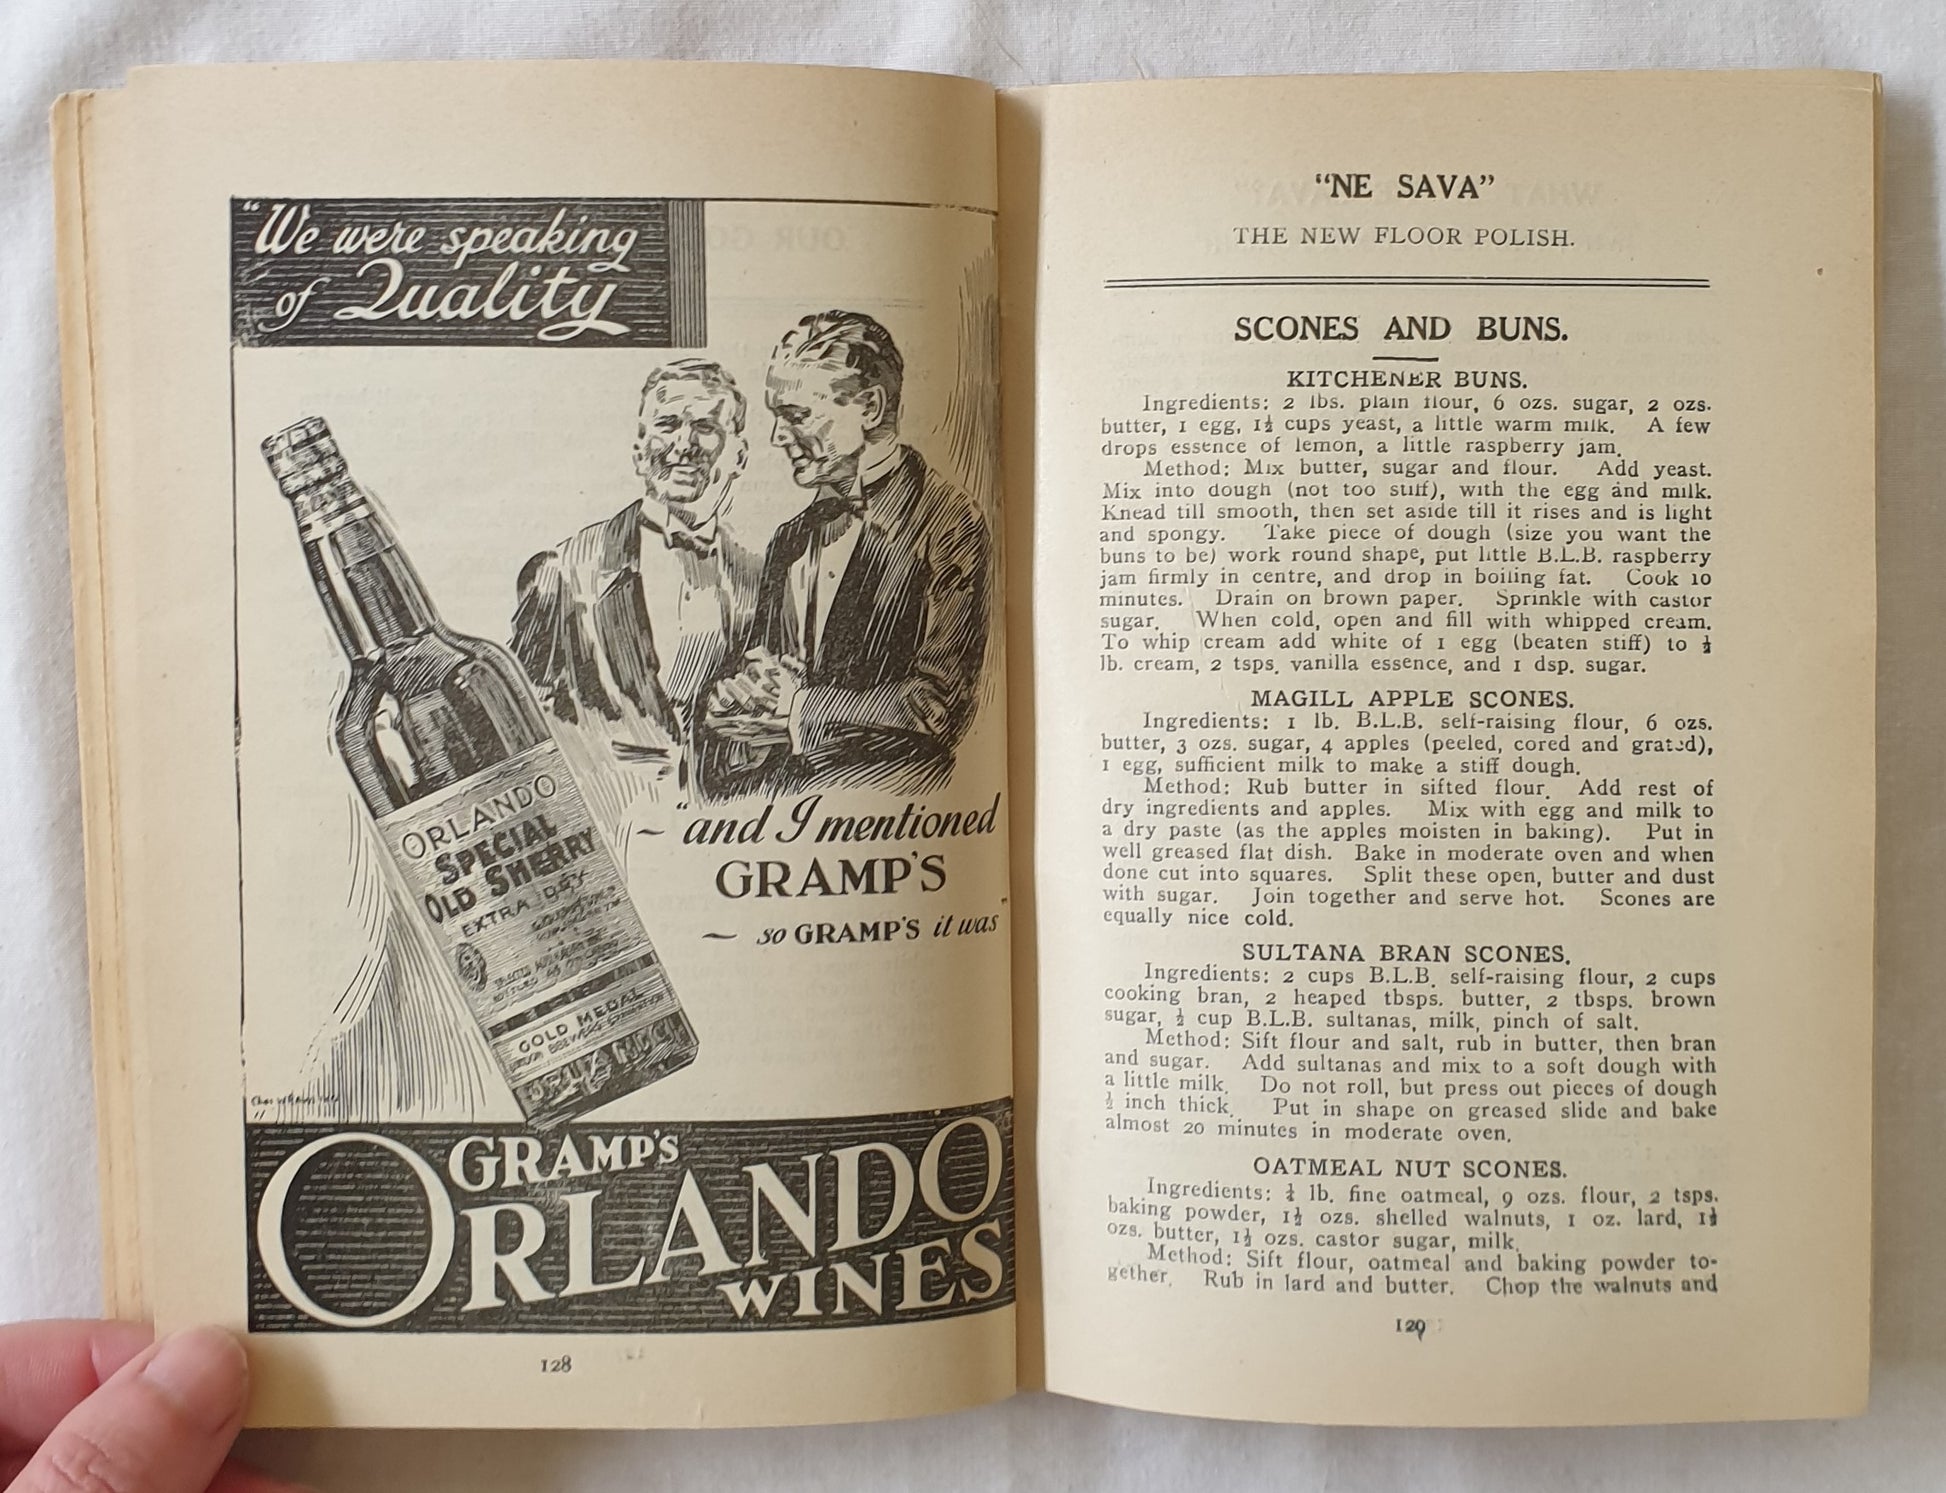 "We were speaking
of Quality
ORLANDO
SPECIAL
OLD SHERRY
EXTRA DRY
GOLD MEDAL
ORLANDO
~ "and I mentioned
GRAMP'S
~ so GRAMP'S it was"
GRAMP'S
ORLANDO
WINES
128
"NE SAVA"
THE NEW FLOOR POLISH.
SCONES AND BUNS.
KITCHENER BUNS.
Ingredients: 2 lbs. plain flour, 6 ozs. sugar, 2 ozs.
butter, 1 egg, 1½ cups yeast, a little warm milk. A few
drops essence of lemon, a little raspberry jam.
Method: Mix butter, sugar and flour. Add yeast.
Mix into dough (not too stiff), with the egg and milk.
Knead till smooth, then set aside till it rises and is light
and spongy. Take piece of dough (size you want the
buns to be) work round shape, put little B.L.B. raspberry
jam firmly in centre, and drop in boiling fat. Cook 10
minutes. Drain on brown paper. Sprinkle with castor
sugar. When cold, open and fill with whipped cream.
To whip cream add white of 1 egg (beaten stiff) to
lb. cream, 2 tsps. vanilla essence, and 1 dsp. sugar.
MAGILL APPLE SCONES.
Ingredients: 1 lb. B.L.B. self-raising flour, 6 ozs.
butter, 3 ozs. sugar, 4 apples (peeled, cored and grated),
1 egg, sufficient milk to make a stiff dough.
Method: Rub butter in sifted flour. Add rest of
dry ingredients and apples. Mix with egg and milk to
a dry paste (as the apples moisten in baking). Put in
well greased flat dish. Bake in moderate oven and when
done cut into squares. Split these open, butter and dust
with sugar. Join together and serve hot. Scones are
equally nice cold.
SULTANA BRAN SCONES.
Ingredients: 2 cups B.L.B. self-raising flour, 2 cups
cooking bran, 2 heaped tbsps. butter, 2 tbsps. brown
sugar, ½ cup B.L.B. sultanas, milk, pinch of salt.
Method: Sift flour and salt, rub in butter, then bran
and sugar. Add sultanas and mix to a soft dough with
a little milk. Do not roll, but press out pieces of dough
½ inch thick. Put in shape on greased slide and bake
almost 20 minutes in moderate oven.
OATMEAL NUT SCONES.
Ingredients: lb. fine oatmeal, 9 ozs. flour, 2 tsps.
baking powder, 1½ ozs. shelled walnuts, 1 oz. lard, 1½
ozs. butter, 1½ ozs. castor sugar, milk.
Method: Sift flour, oatmeal and baking powder to-
gether. Rub in lard and butter. Chop the walnuts and
129